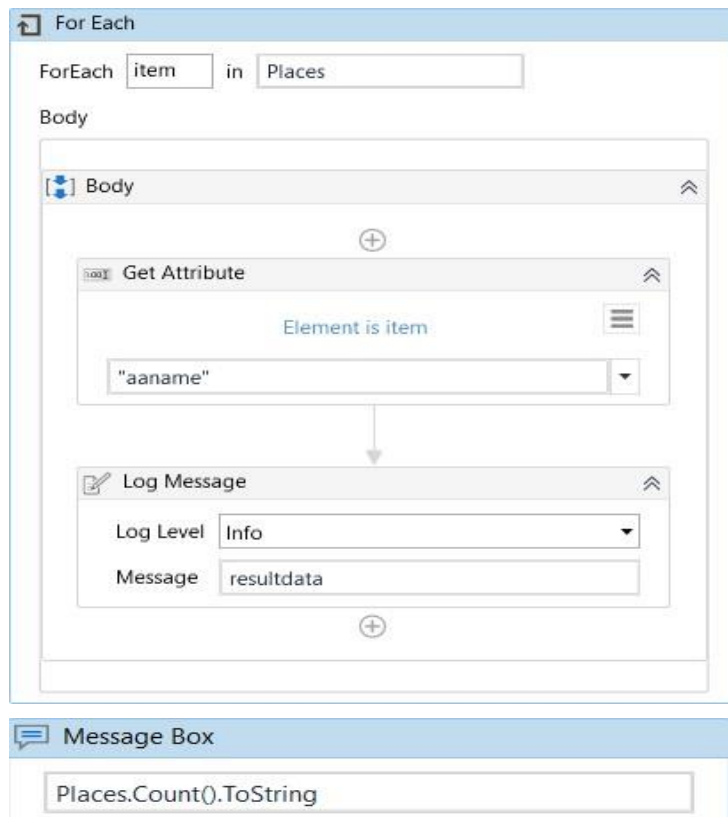 For Each
ForEach item in Places
Body
Body
Get Attribute
Element is item
"aaname"
Log Message
Log Level Info
Message resultdata
Message Box
Places.Count().ToString